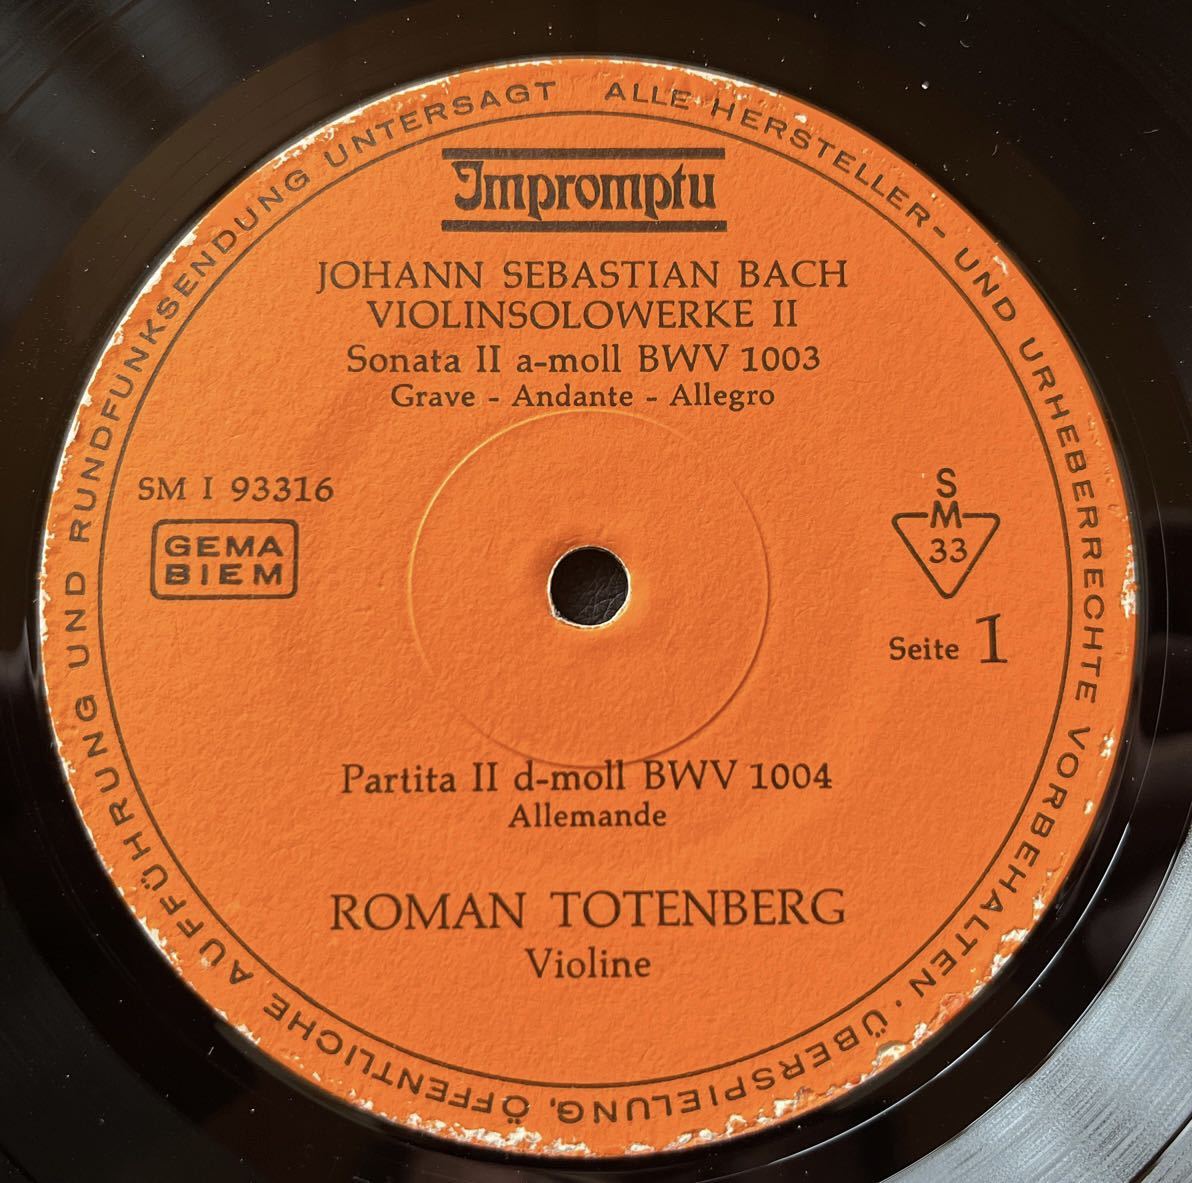 ALLE HERSTELLER- UND URHEBERRECHTE VORBEHALTEN. ÜBERSPIELUNG, ÖFFENTLICHE AUFFÜHRUNG UND RUNDFUNKSENDUNG UNTERSAGT
Impromptu
JOHANN SEBASTIAN BACH
VIOLINSOLOWERKE II
Sonata II a-moll BWV 1003
Grave - Andante - Allegro
SM I 93316
GEMA
BIEM
S
M
33
Seite 1
Partita II d-moll BWV 1004
Allemande
ROMAN TOTENBERG
Violine